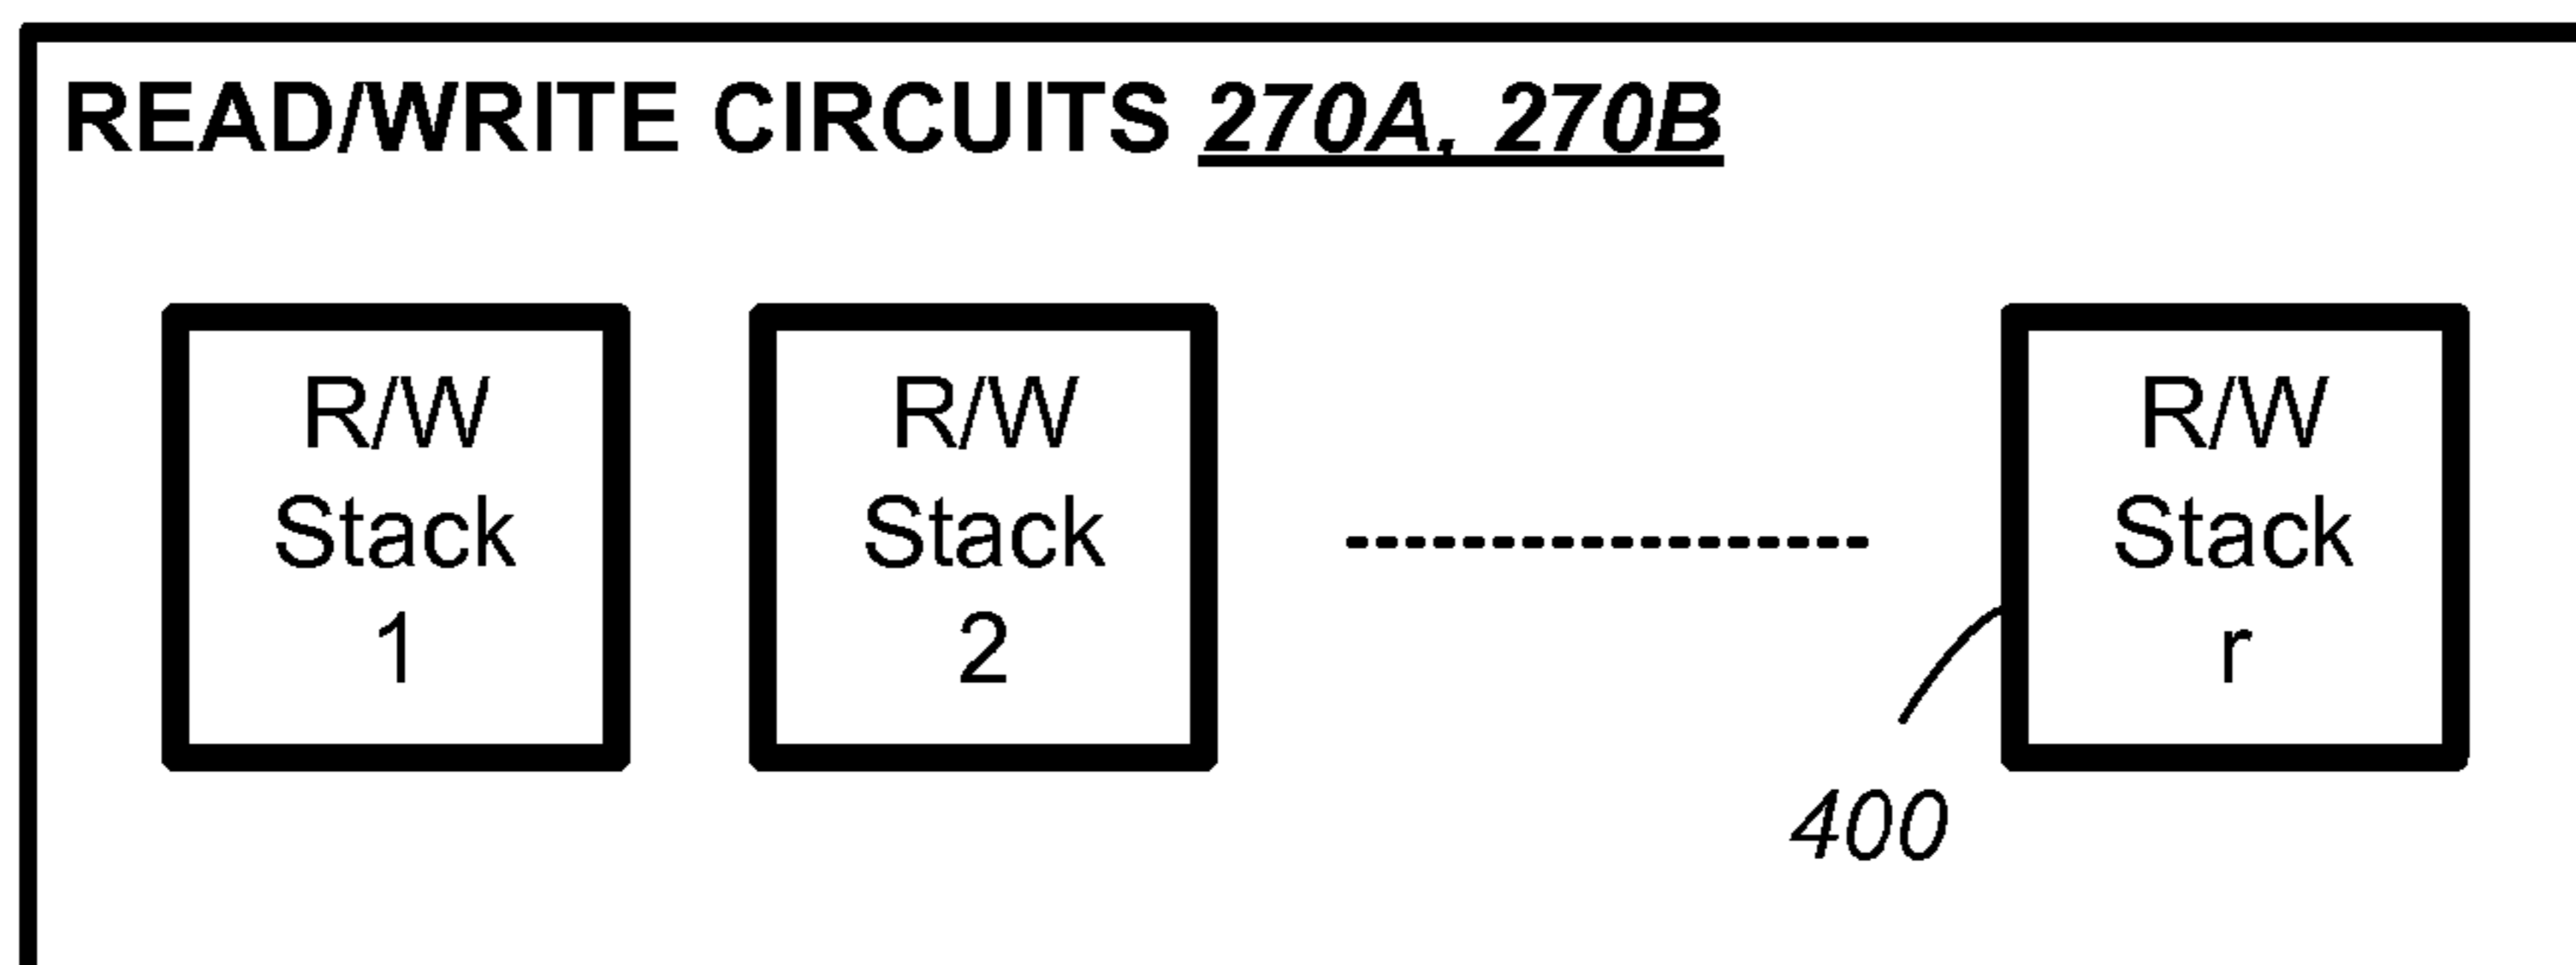 READ/WRITE CIRCUITS 270A, 270B
R/W
Stack
1
R/W
Stack
2
R/W
Stack
r
400